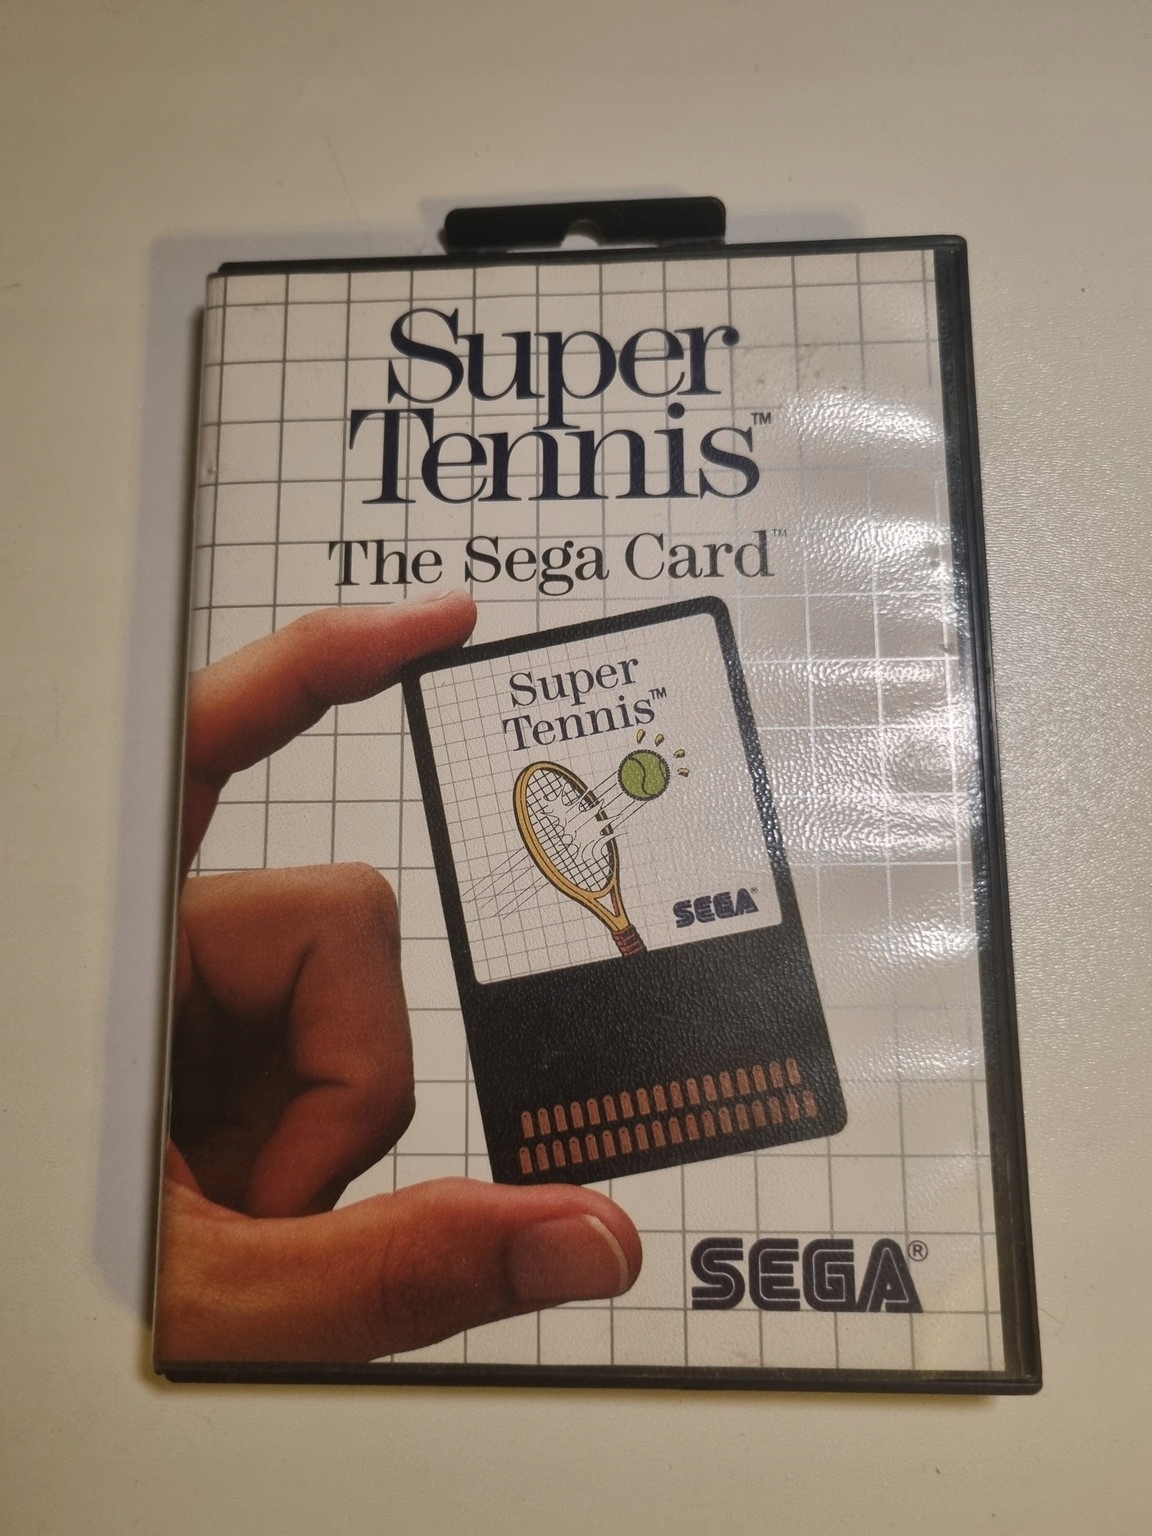 Super
Tennis™
The Sega Card™
Super
Tennis™
SEGA®
SEGA®